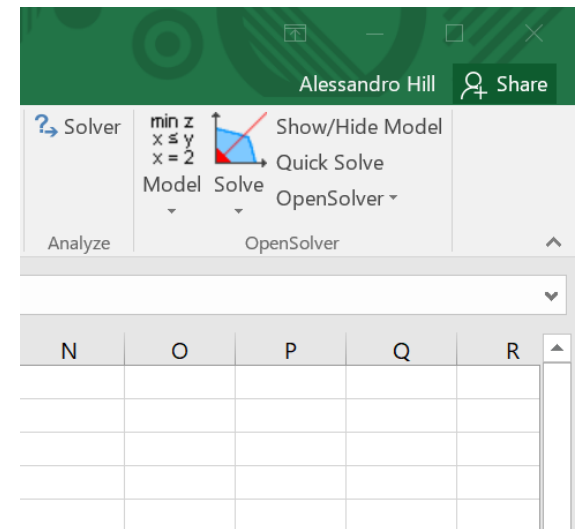 Alessandro Hill Share
Solver
min z
x ≤ y
x = 2
Model
Solve
Show/Hide Model
Quick Solve
OpenSolver
Analyze
OpenSolver
N O P Q R